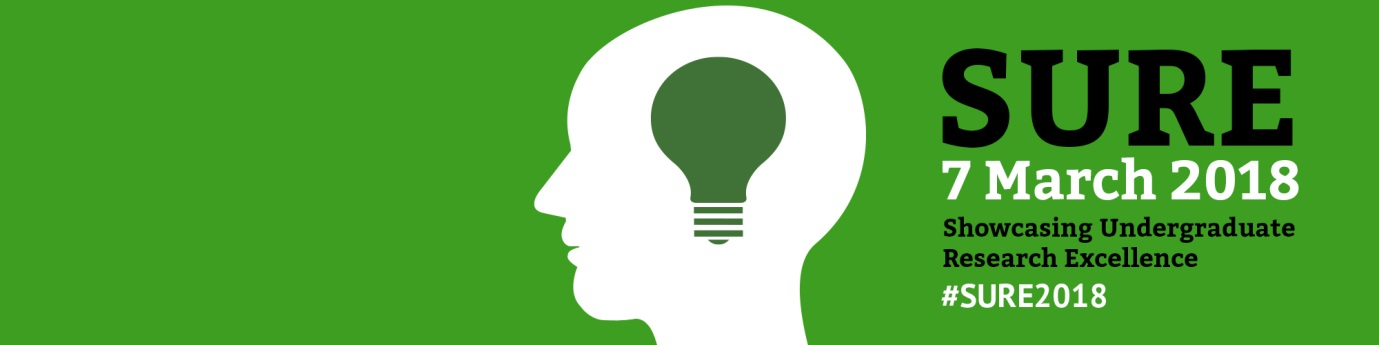 SURE
7 March 2018
Showcasing Undergraduate
Research Excellence
#SURE2018